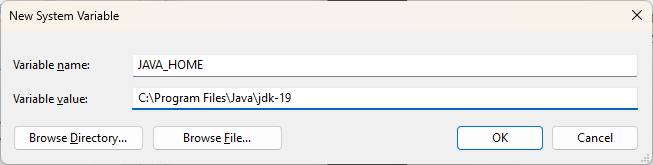 New System Variable
Variable name: JAVA_HOME
Variable value: C:\Program Files\Java\jdk-19
Browse Directory... Browse File... OK Cancel